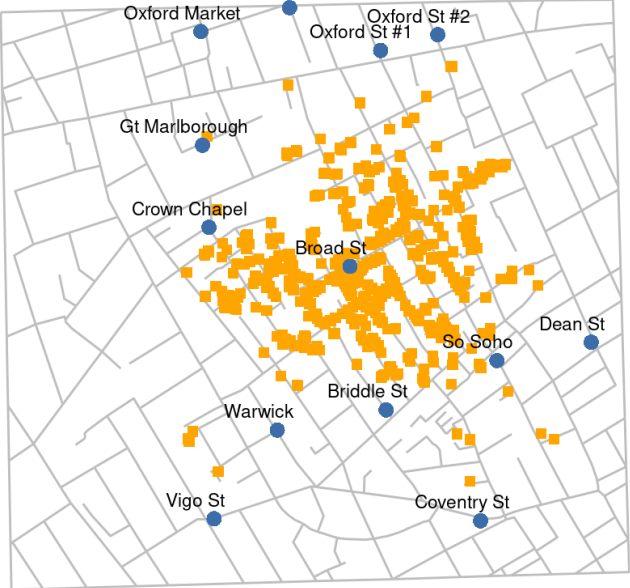 Oxford Market
Oxford St #2
Oxford St #1
Gt Marlborough
Crown Chapel
Broad St
Dean St
So Soho
Briddle St
Warwick
Vigo St
Coventry St